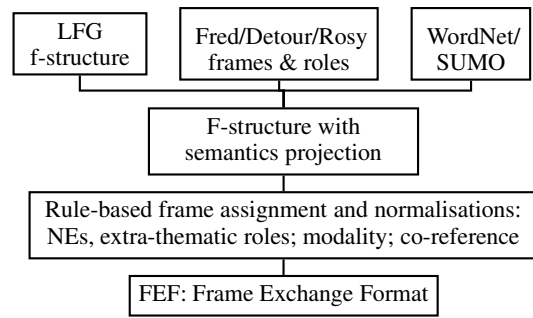 LFG
f-structure
Fred/Detour/Rosy
frames & roles
WordNet/
SUMO
F-structure with
semantics projection
Rule-based frame assignment and normalisations:
NEs, extra-thematic roles; modality; co-reference
FEF: Frame Exchange Format